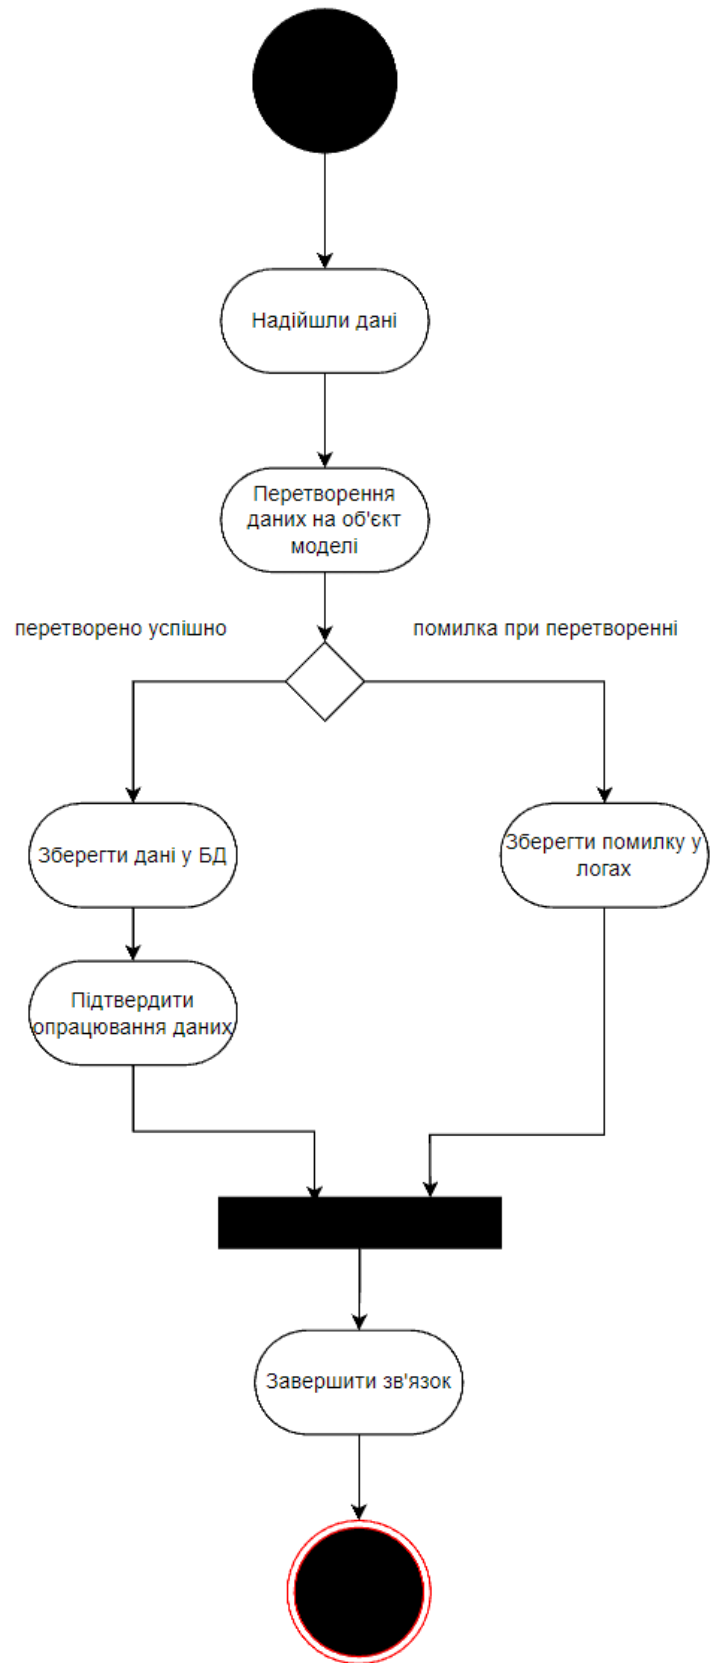 Надійшли дані
Перетворення
даних на об'єкт
моделі
перетворено успішно
помилка при перетворенні
Зберегти дані у БД
Зберегти помилку у
логах
Підтвердити
опрацювання даних
Завершити зв'язок